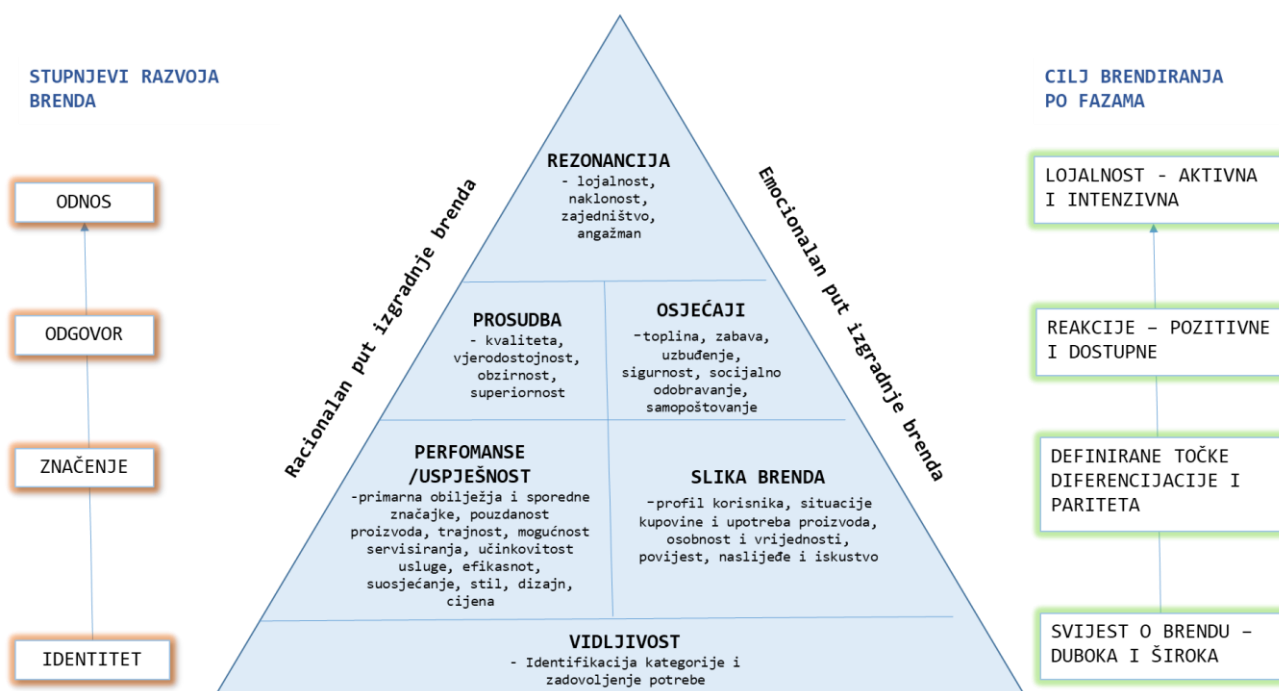 STUPNJEVI RAZVOJA
BRENDA
ODNOS
ODGOVOR
ZNAČENJE
IDENTITET
Racionalan put izgradnje brenda
REZONANCIJA
- lojalnost,
naklonost,
zajedništvo,
angažman
PROSUDBA
- kvaliteta,
vjerodostojnost,
obzirnost,
superiornost
OSJEĆAJI
-toplina, zabava,
uzbuđenje,
sigurnost, socijalno
odobravanje,
samopoštovanje
PERFOMANSE
/USPJEŠNOST
-primarna obilježja i sporedne
značajke, pouzdanost
proizvoda, trajnost, mogućnost
servisiranja, učinkovitost
usluge, efikasnot,
suosjećanje, stil, dizajn,
cijena
SLIKA BRENDA
-profil korisnika, situacije
kupovine i upotreba proizvoda,
osobnost i vrijednosti,
povijest, naslijeđe i iskustvo
VIDLJIVOST
- Identifikacija kategorije i
zadovoljenje potrebe
Emocionalan put izgradnje brenda
CILJ BRENDIRANJA
PO FAZAMA
LOJALNOST - AKTIVNA
I INTENZIVNA
REAKCIJE – POZITIVNE
I DOSTUPNE
DEFINIRANE TOČKE
DIFERENCIJACIJE I
PARITETA
SVIJEST O BRENDU –
DUBOKA I ŠIROKA